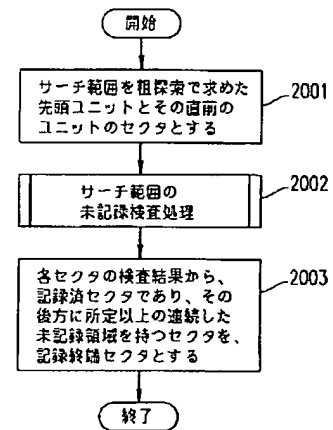 開始
サーチ範囲を粗探索で求めた
先頭ユニットとその直前の
ユニットのセクタとする
2001
サーチ範囲の
未記録検査処理
2002
各セクタの検査結果から、
記録済セクタであり、その
後方に所定以上の連続した
未記録領域を持つセクタを、
記録終端セクタとする
2003
終了